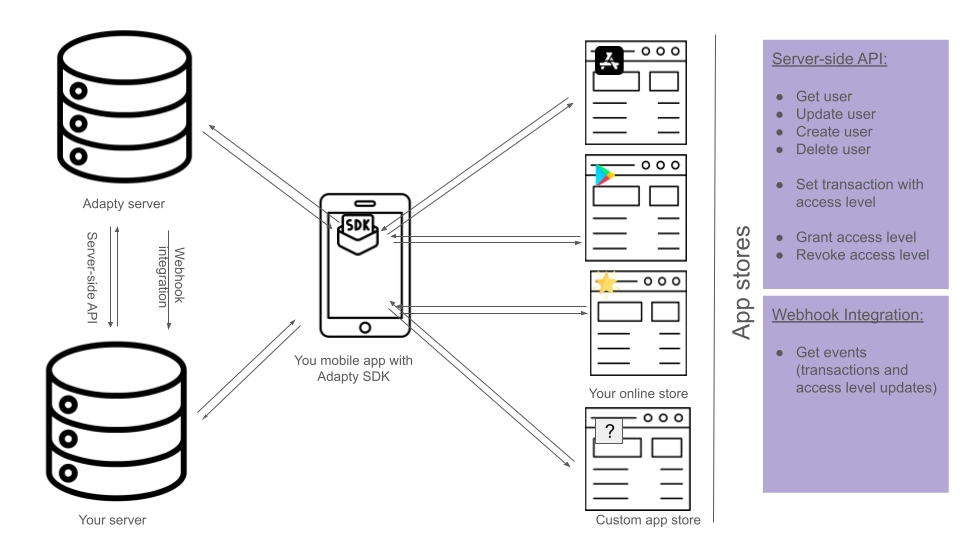 Adapty server
Server-side API
Webhook
integration
Your server
SDK
You mobile app with
Adapty SDK
Your online store
?
Custom app store
App stores
Server-side API:
● Get user
● Update user
● Create user
● Delete user
● Set transaction with
access level
● Grant access level
● Revoke access level
Webhook Integration:
● Get events
(transactions and
access level updates)